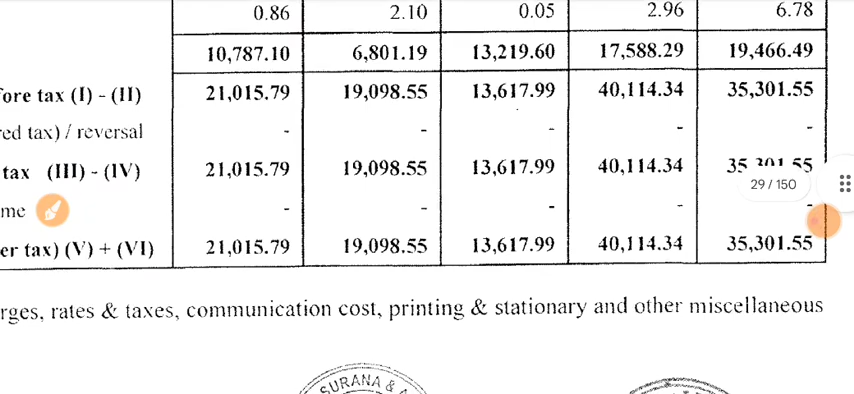 0.86 2.10 0.05 2.96 6.78
10,787.10 6,801.19 13,219.60 17,588.29 19,466.49
fore tax (I) - (II) 21,015.79 19,098.55 13,617.99 40,114.34 35,301.55
red tax) / reversal - - - - -
tax (III) - (IV) 21,015.79 19,098.55 13,617.99 40,114.34 35,301.55
29 / 150
me - - - - -
er tax) (V) + (VI) 21,015.79 19,098.55 13,617.99 40,114.34 35,301.55
rges, rates & taxes, communication cost, printing & stationary and other miscellaneous
SURANA &